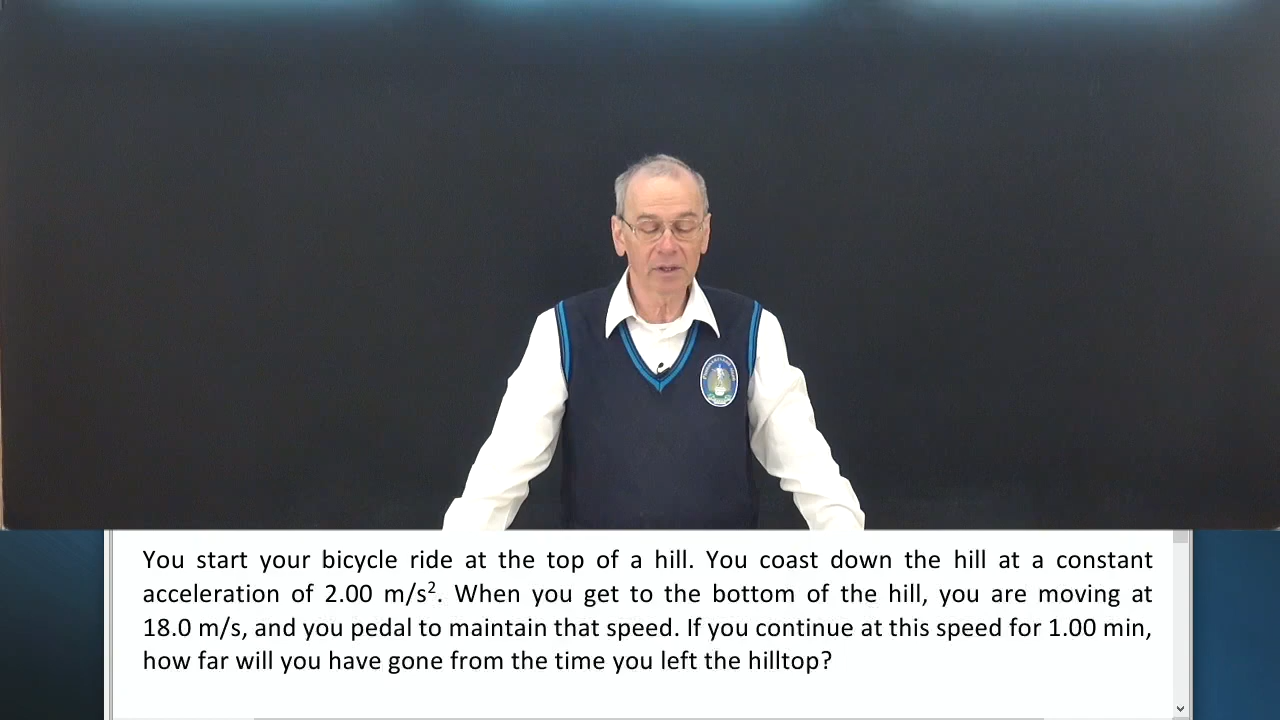 You start your bicycle ride at the top of a hill. You coast down the hill at a constant
acceleration of 2.00 m/s². When you get to the bottom of the hill, you are moving at
18.0 m/s, and you pedal to maintain that speed. If you continue at this speed for 1.00 min,
how far will you have gone from the time you left the hilltop?